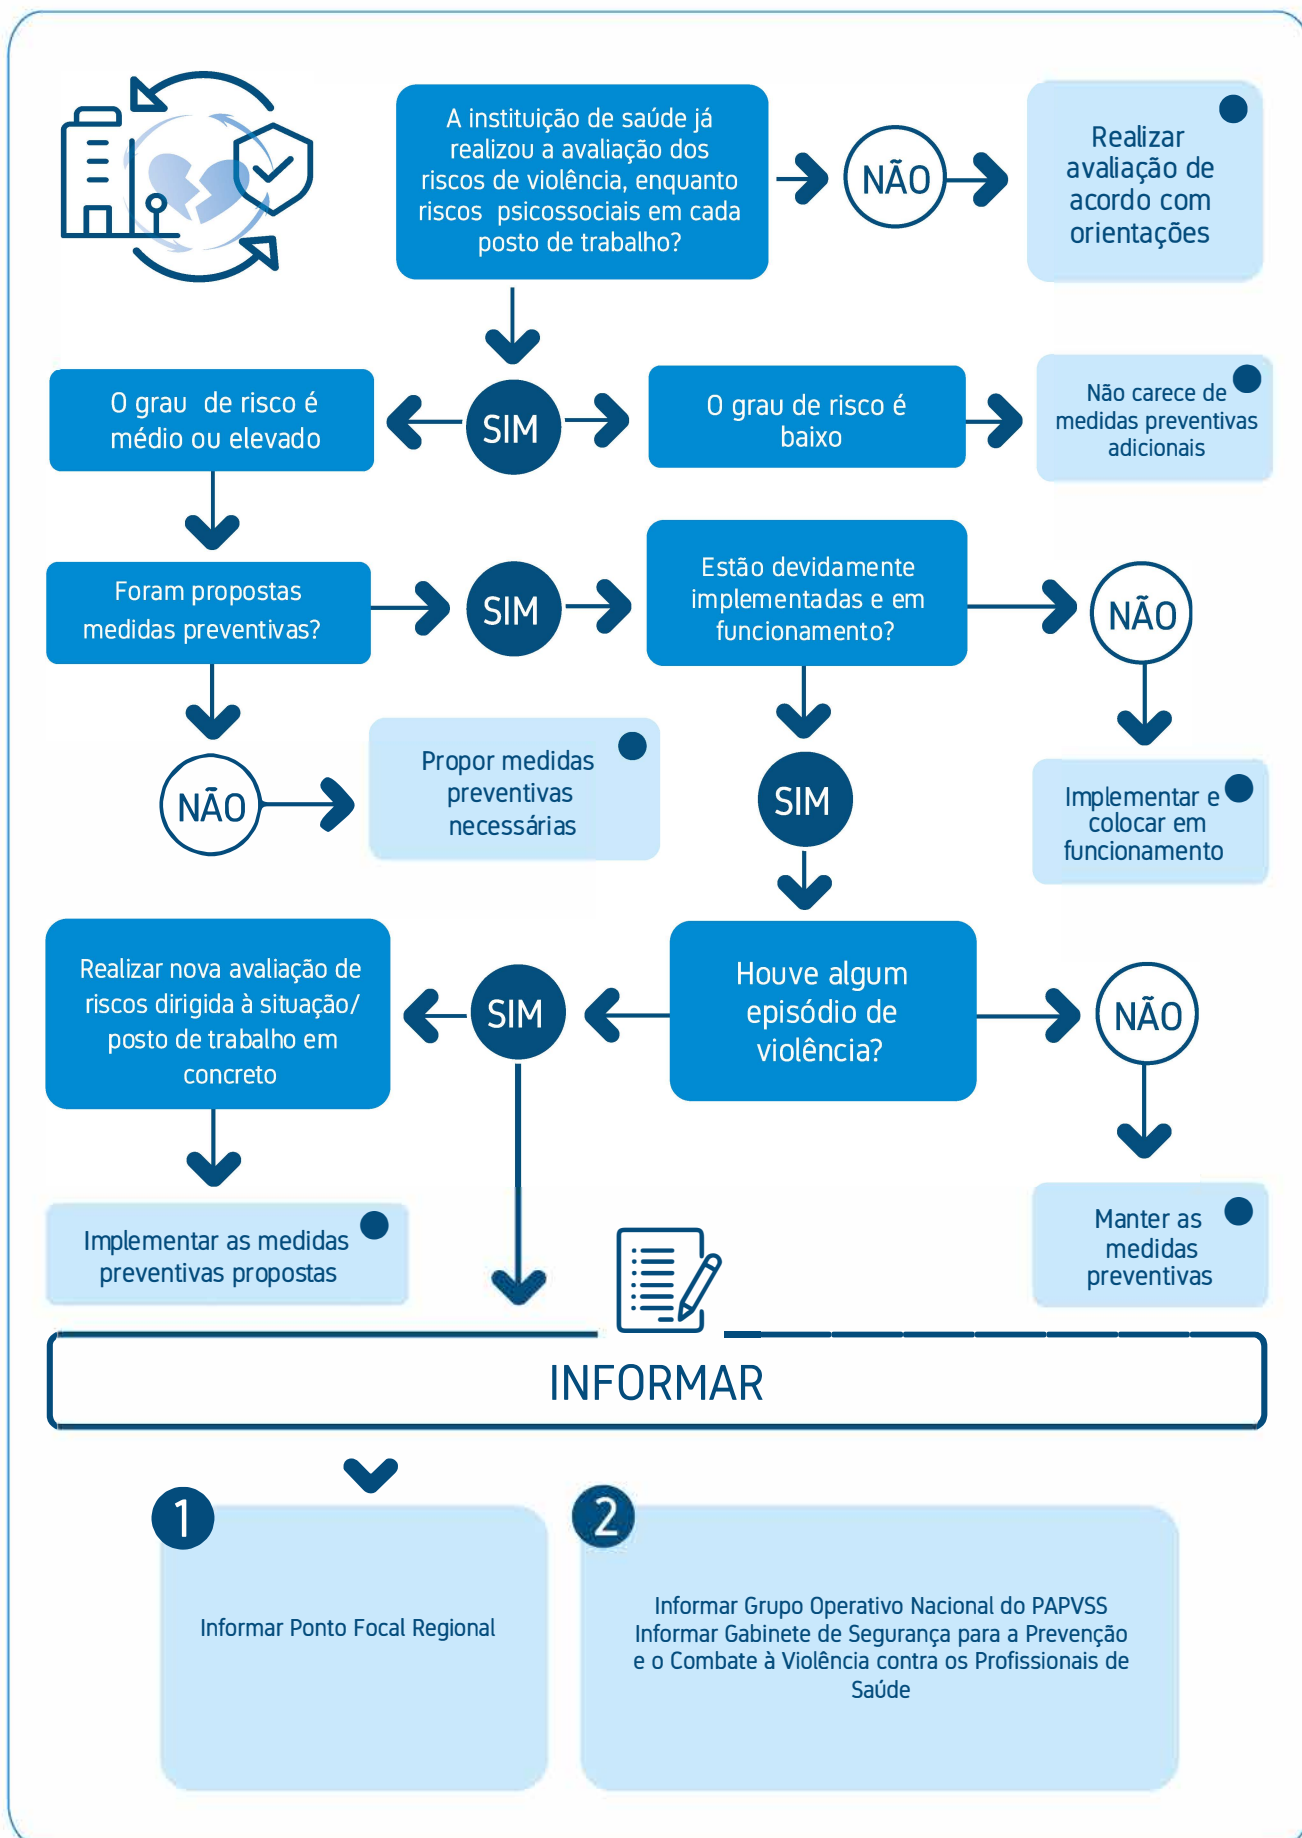 A instituição de saúde já
realizou a avaliação dos
riscos de violência, enquanto
riscos psicossociais em cada
posto de trabalho?
NÃO
Realizar
avaliação de
acordo com
orientações
O grau de risco é
médio ou elevado
SIM
O grau de risco é
baixo
Não carece de
medidas preventivas
adicionais
Foram propostas
medidas preventivas?
SIM
Estão devidamente
implementadas e em
funcionamento?
NÃO
NÃO
Propor medidas
preventivas
necessárias
SIM
Implementar e
colocar em
funcionamento
Realizar nova avaliação de
riscos dirigida à situação/
posto de trabalho em
concreto
SIM
Houve algum
episódio de
violência?
NÃO
Implementar as medidas
preventivas propostas
Manter as
medidas
preventivas
INFORMAR
1
Informar Ponto Focal Regional
2
Informar Grupo Operativo Nacional do PAPVSS
Informar Gabinete de Segurança para a Prevenção
e o Combate à Violência contra os Profissionais de
Saúde